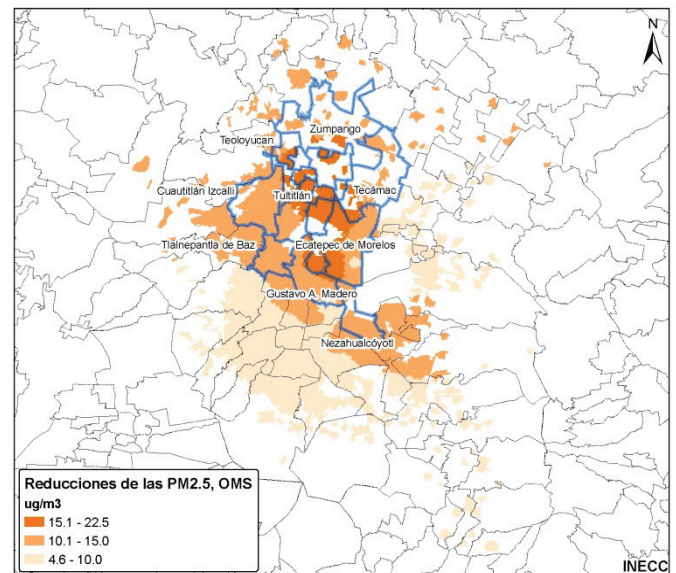 N
Zumpango
Teoloyucan
Cuautitlán Izcalli
Tultitlán
Tecámac
Tlalnepantla de Baz
Ecatepec de Morelos
Gustavo A. Madero
Nezahualcóyotl
Reducciones de las PM2.5, OMS
ug/m3
15.1 - 22.5
10.1 - 15.0
4.6 - 10.0
INECC